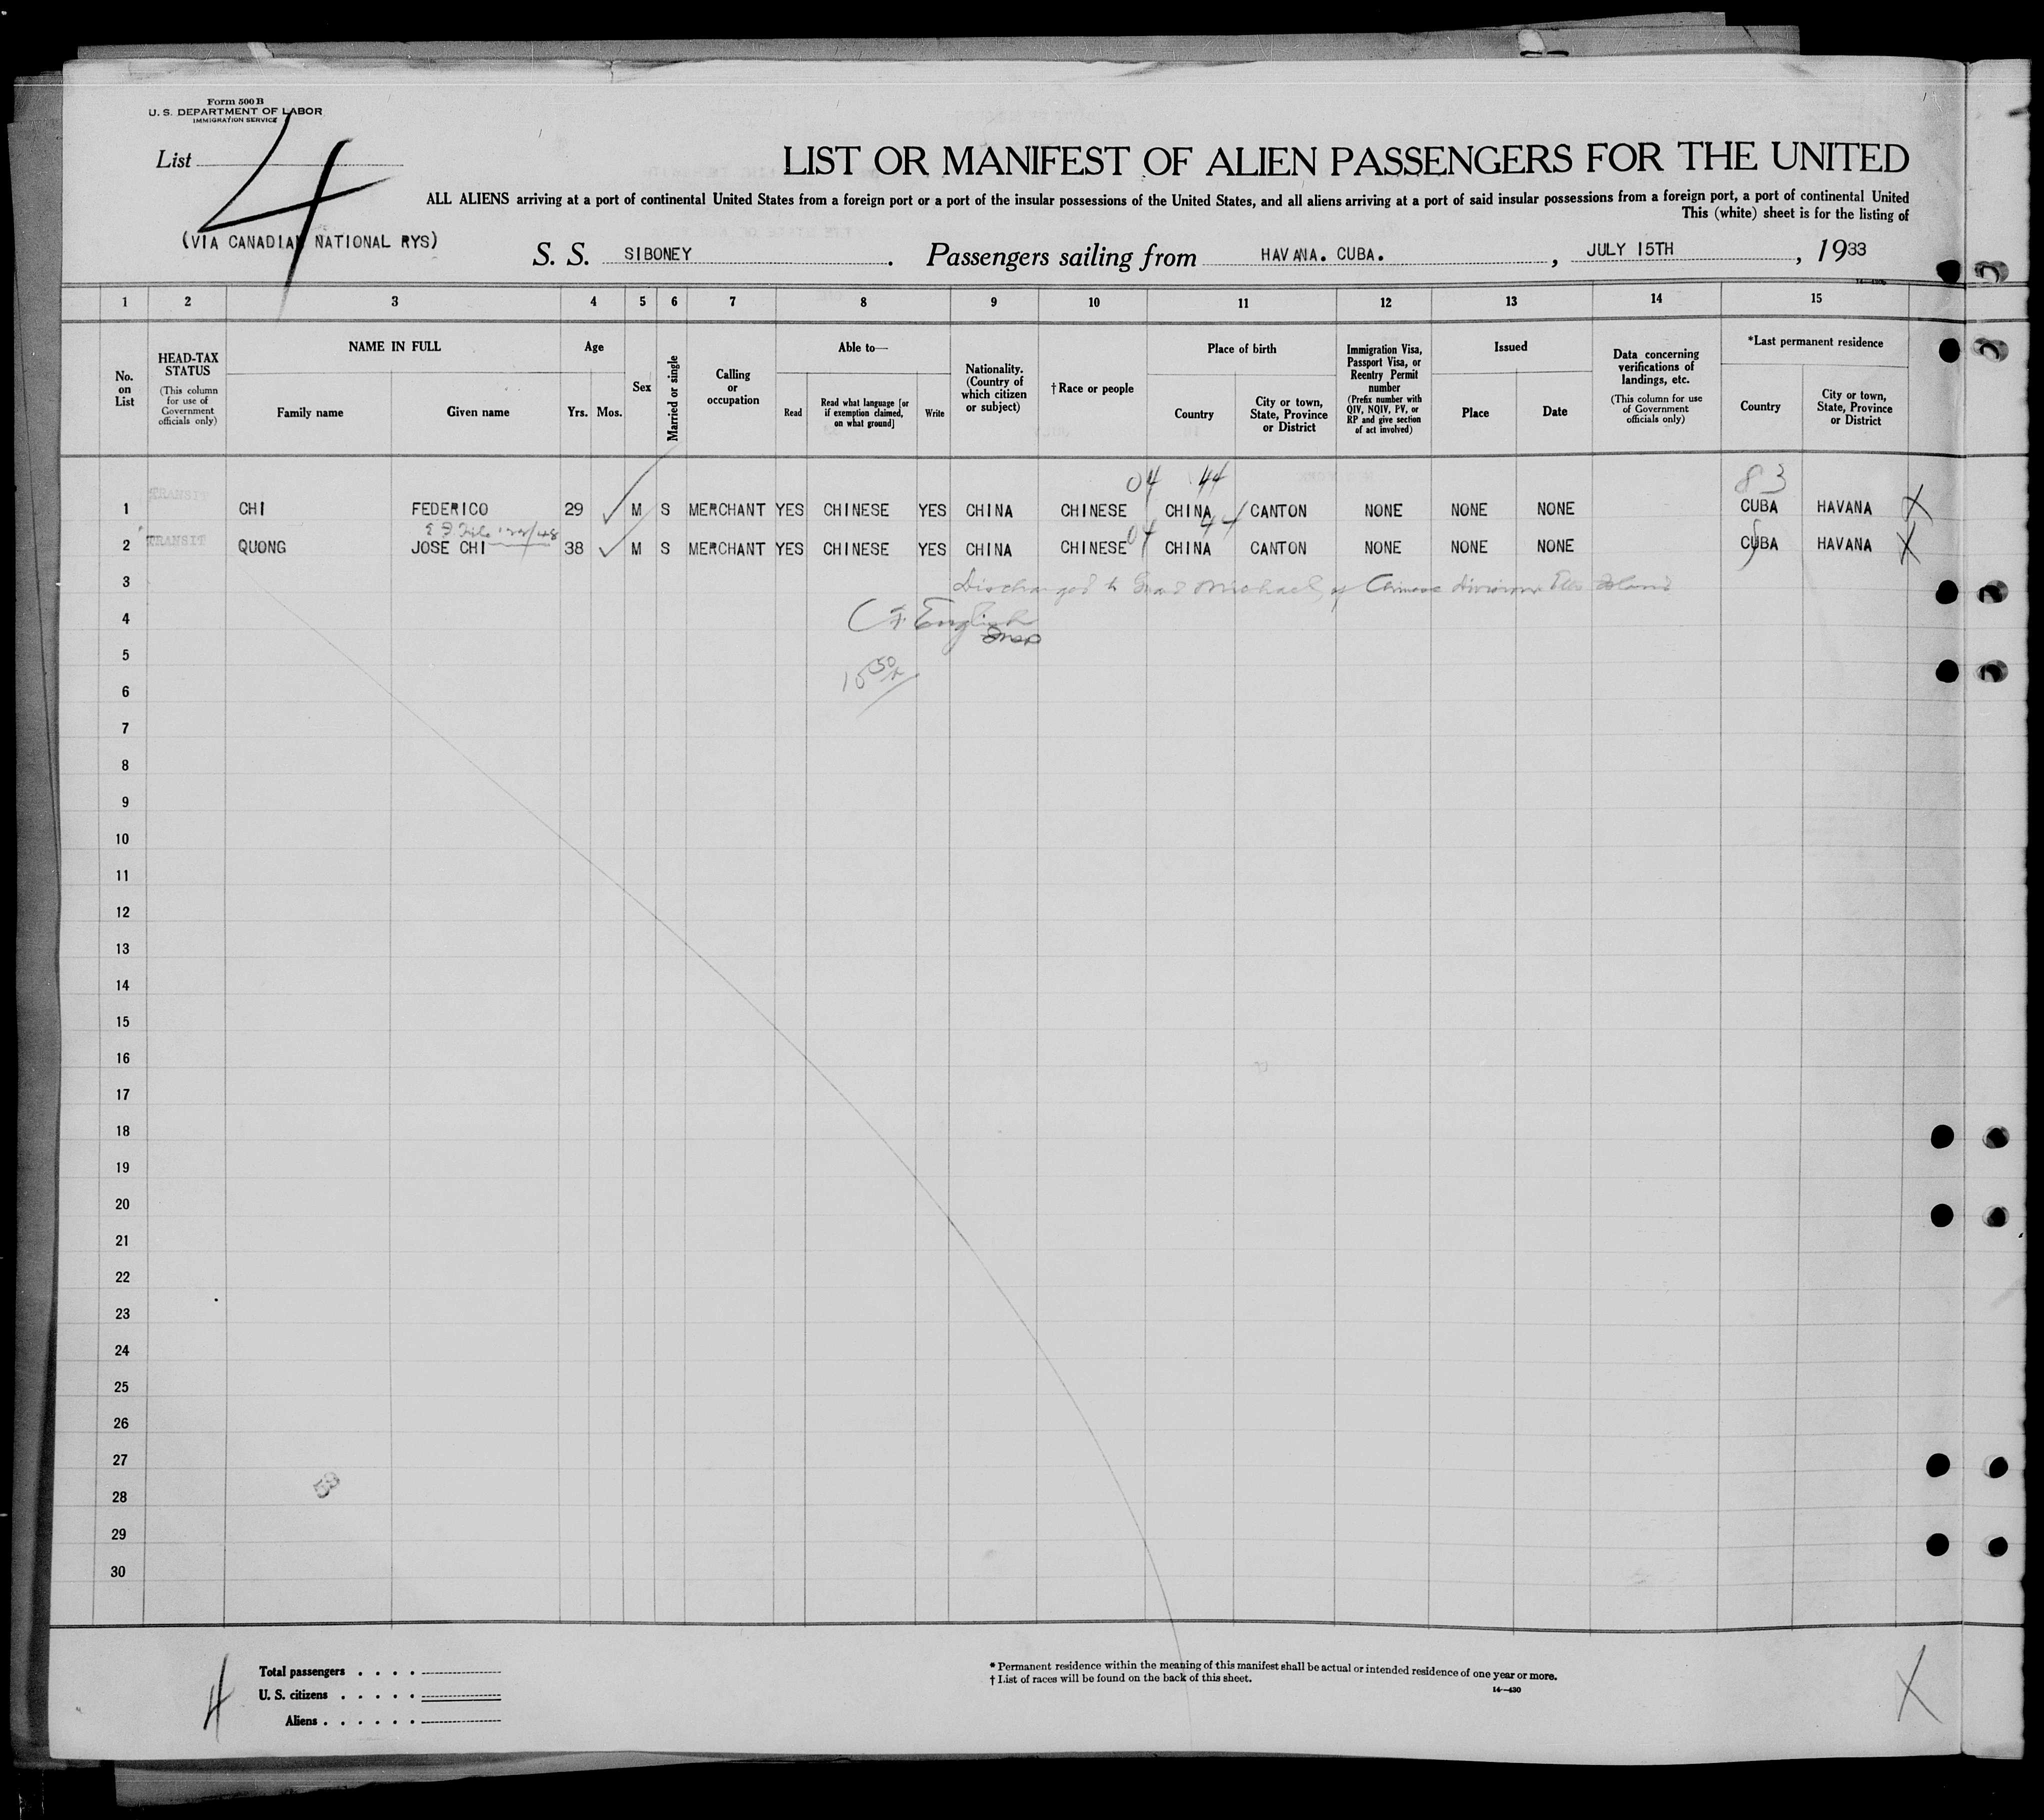 Form 500 B
U. S. DEPARTMENT OF LABOR
IMMIGRATION SERVICE
List 4
LIST OR MANIFEST OF ALIEN PASSENGERS FOR THE UNITED
ALL ALIENS arriving at a port of continental United States from a foreign port or a port of the insular possessions of the United States, and all aliens arriving at a port of said insular possessions from a foreign port, a port of continental United
This (white) sheet is for the listing of
(VIA CANADIAN NATIONAL RYS)
S. S. SIBONEY. Passengers sailing from HAVANA. CUBA., JULY 15TH, 1933
1 2 3 4 5 6 7 8 9 10 11 12 13 14 15
No. on List
HEAD-TAX STATUS (This column for use of Government officials only)
NAME IN FULL
Family name
Given name
Age
Yrs. Mos.
Sex
Married or single
Calling or occupation
Able to—
Read
Read what language [or if exemption claimed, on what ground]
Write
Nationality. (Country of which citizen or subject)
†Race or people
Place of birth
Country
City or town, State, Province or District
Immigration Visa, Passport Visa, or Reentry Permit number (Prefix number with QIV, NQIV, PV, or RP and give section of act involved)
Issued
Place
Date
Data concerning verifications of landings, etc. (This column for use of Government officials only)
*Last permanent residence
Country
City or town, State, Province or District
04 44 83
1 TRANSIT CHI FEDERICO 29 M S MERCHANT YES CHINESE YES CHINA CHINESE CHINA CANTON NONE NONE NONE CUBA HAVANA X
04 44
2 TRANSIT QUONG JOSE CHI 38 M S MERCHANT YES CHINESE YES CHINA CHINESE CHINA CANTON NONE NONE NONE CUBA HAVANA X
3 Discharged to Michael of Chinese division Island
4 English
Insp
5
6
7
8
9
10
11
12
13
14
15
16
17
18
19
20
21
22
23
24
25
26
27
28
29
30
4
Total passengers . . . .
U. S. citizens . . . . .
Aliens . . . . . .
* Permanent residence within the meaning of this manifest shall be actual or intended residence of one year or more.
† List of races will be found on the back of this sheet.
14—430
X